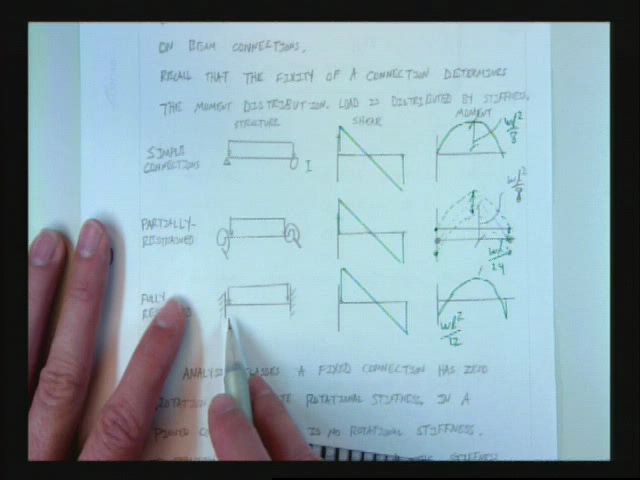 ON BEAM CONNECTIONS.
RECALL THAT THE FIXITY OF A CONNECTION DETERMINES
THE MOMENT DISTRIBUTION. LOAD IS DISTRIBUTED BY STIFFNESS.
STRUCTURE SHEAR MOMENT
SIMPLE
CONNECTIONS
I
wl²/8
PARTIALLY-
RESTRAINED
wl²/8
wl²/24
FULLY
wl²/12
A FIXED CONNECTION HAS ZERO
ROTATIONAL STIFFNESS. IN A
IS NO ROTATIONAL STIFFNESS.
STIFFNESS